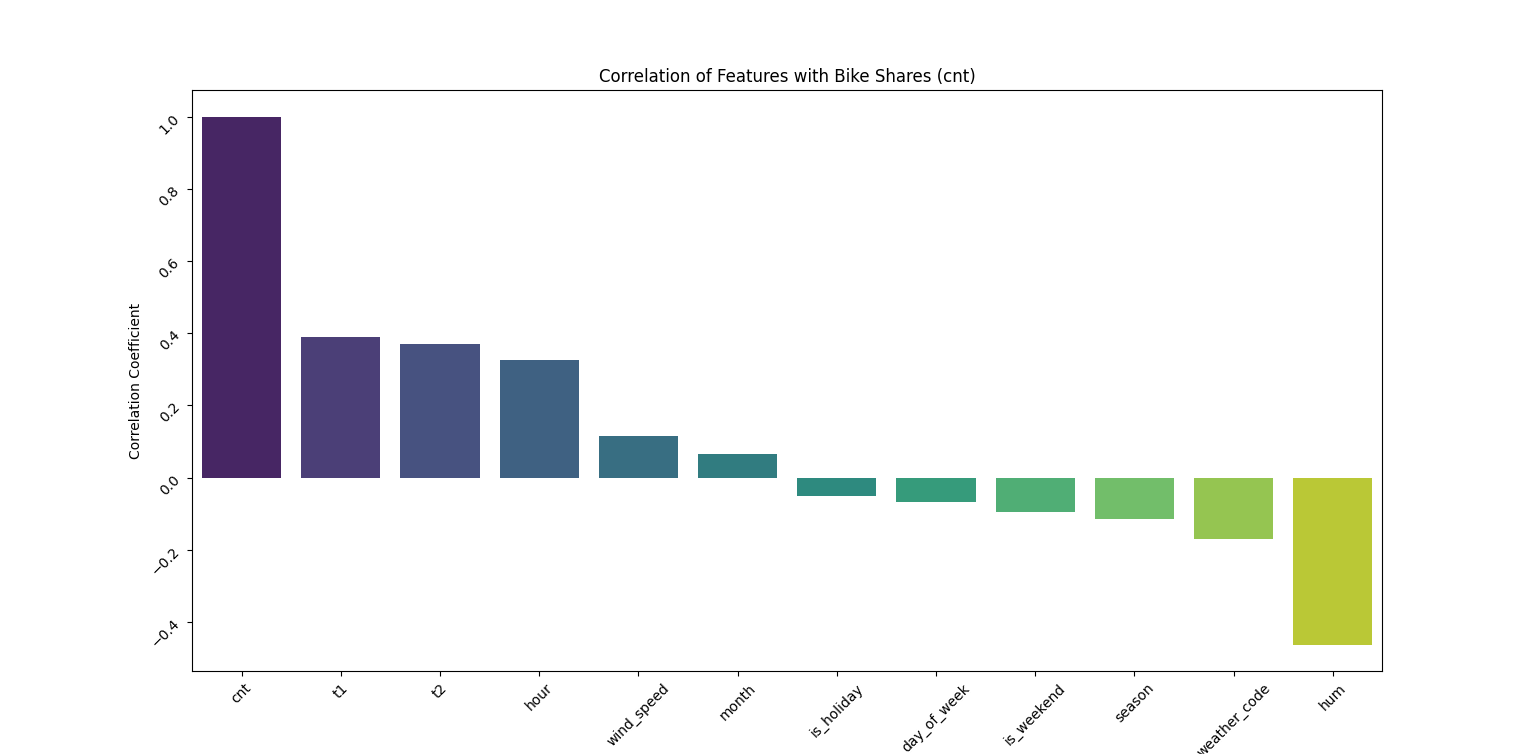 Correlation of Features with Bike Shares (cnt)
Correlation Coefficient
1.0
0.8
0.6
0.4
0.2
0.0
−0.2
−0.4
cnt
t1
t2
hour
wind_speed
month
is_holiday
day_of_week
is_weekend
season
weather_code
hum